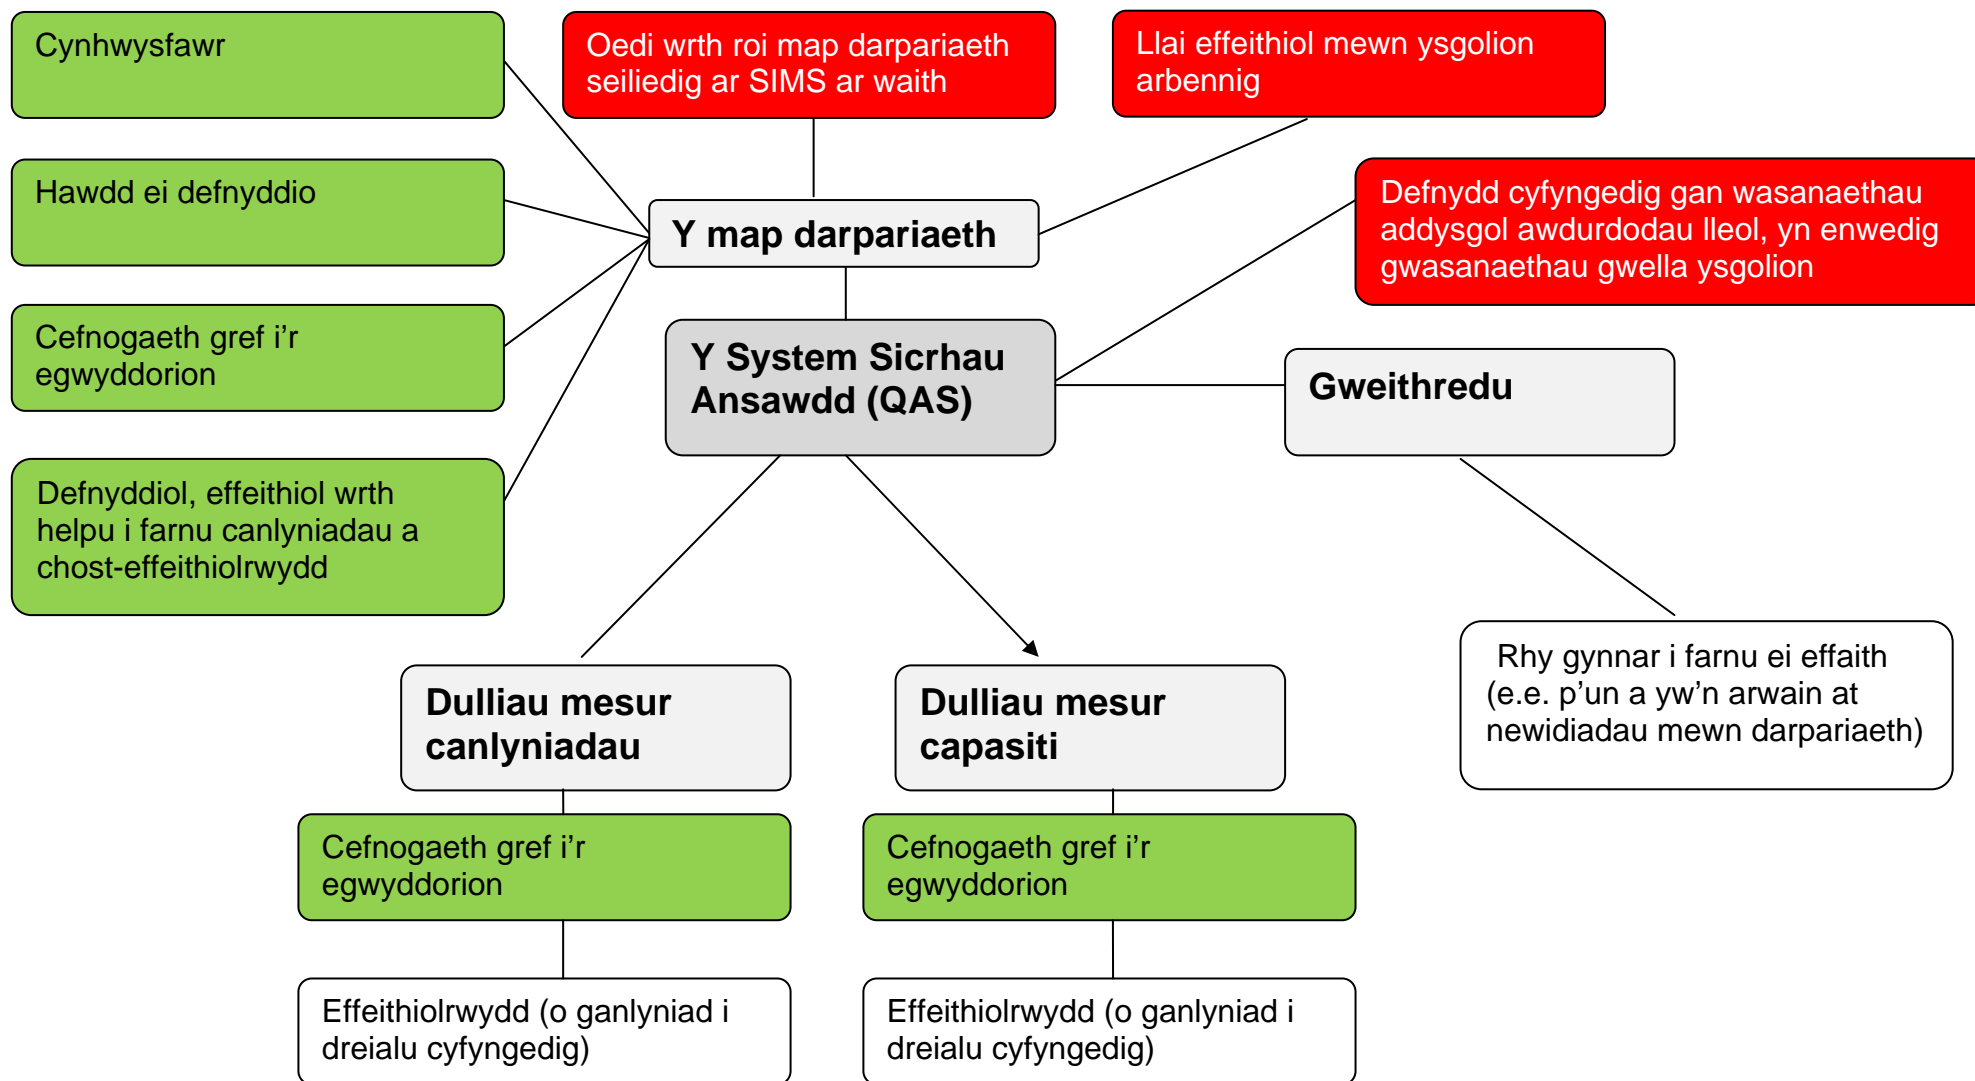 Cynhwysfawr
Oedi wrth roi map darpariaeth
seiliedig ar SIMS ar waith
Llai effeithiol mewn ysgolion
arbennig
Hawdd ei defnyddio
Y map darpariaeth
Defnydd cyfyngedig gan wasanaethau
addysgol awdurdodau lleol, yn enwedig
gwasanaethau gwella ysgolion
Cefnogaeth gref i’r
egwyddorion
Y System Sicrhau
Ansawdd (QAS)
Gweithredu
Defnyddiol, effeithiol wrth
helpu i farnu canlyniadau a
chost-effeithiolrwydd
Rhy gynnar i farnu ei effaith
(e.e. p’un a yw’n arwain at
newidiadau mewn darpariaeth)
Dulliau mesur
canlyniadau
Dulliau mesur
capasiti
Cefnogaeth gref i’r
egwyddorion
Cefnogaeth gref i’r
egwyddorion
Effeithiolrwydd (o ganlyniad i
dreialu cyfyngedig)
Effeithiolrwydd (o ganlyniad i
dreialu cyfyngedig)